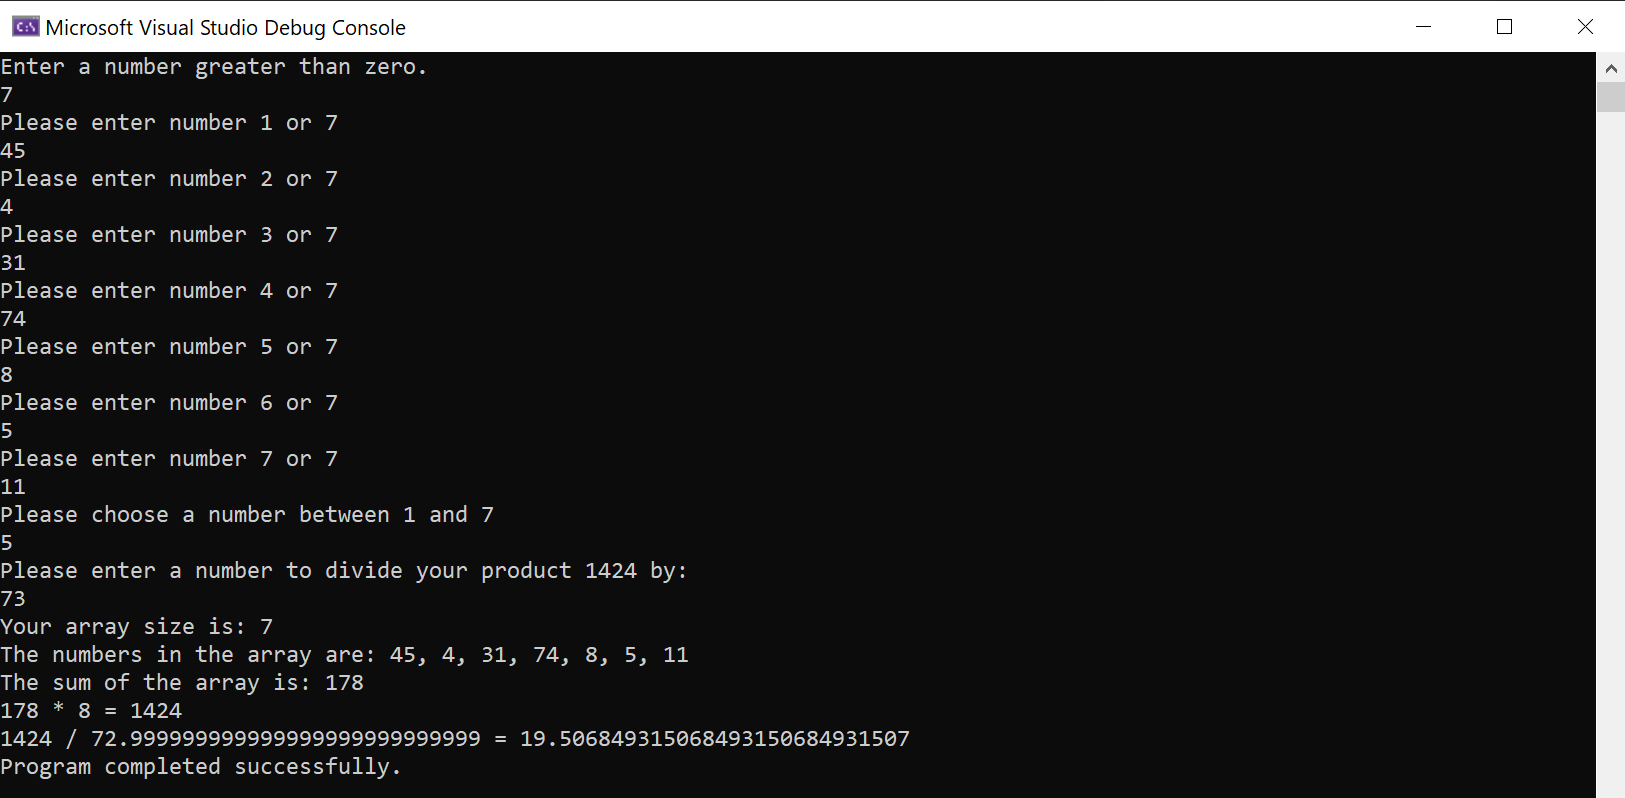 Microsoft Visual Studio Debug Console
Enter a number greater than zero.
7
Please enter number 1 or 7
45
Please enter number 2 or 7
4
Please enter number 3 or 7
31
Please enter number 4 or 7
74
Please enter number 5 or 7
8
Please enter number 6 or 7
5
Please enter number 7 or 7
11
Please choose a number between 1 and 7
5
Please enter a number to divide your product 1424 by:
73
Your array size is: 7
The numbers in the array are: 45, 4, 31, 74, 8, 5, 11
The sum of the array is: 178
178 * 8 = 1424
1424 / 72.999999999999999999999999999 = 19.506849315068493150684931507
Program completed successfully.